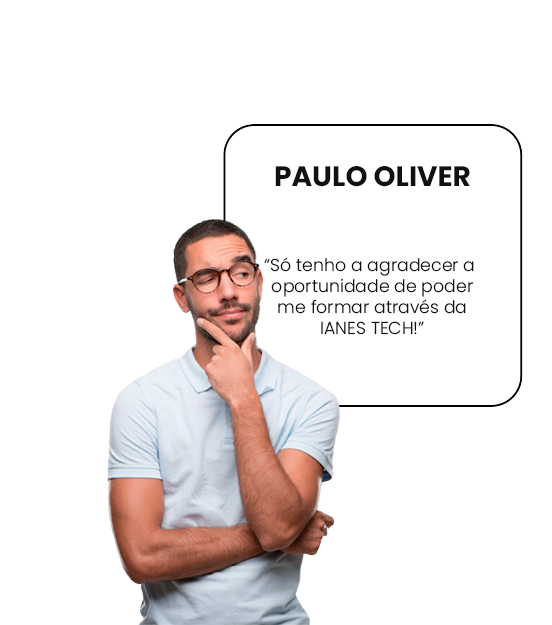 PAULO OLIVER
“Só tenho a agradecer a
oportunidade de poder
me formar através da
IANES TECH!”